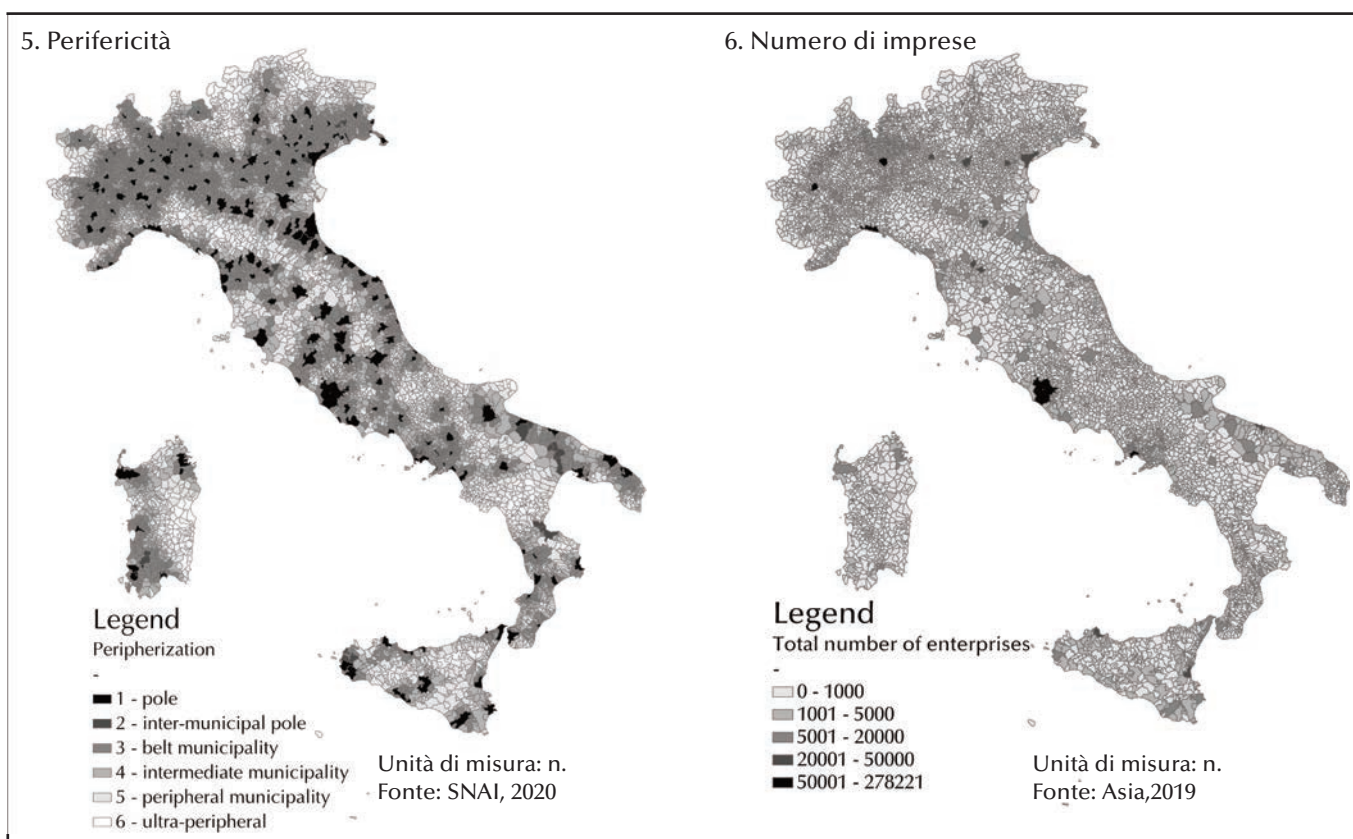 5. Perifericità
6. Numero di imprese
Legend
Peripherization
-
1 - pole
2 - inter-municipal pole
3 - belt municipality
4 - intermediate municipality
5 - peripheral municipality
6 - ultra-peripheral
Unità di misura: n.
Fonte: SNAI, 2020
Legend
Total number of enterprises
-
0 - 1000
1001 - 5000
5001 - 20000
20001 - 50000
50001 - 278221
Unità di misura: n.
Fonte: Asia,2019